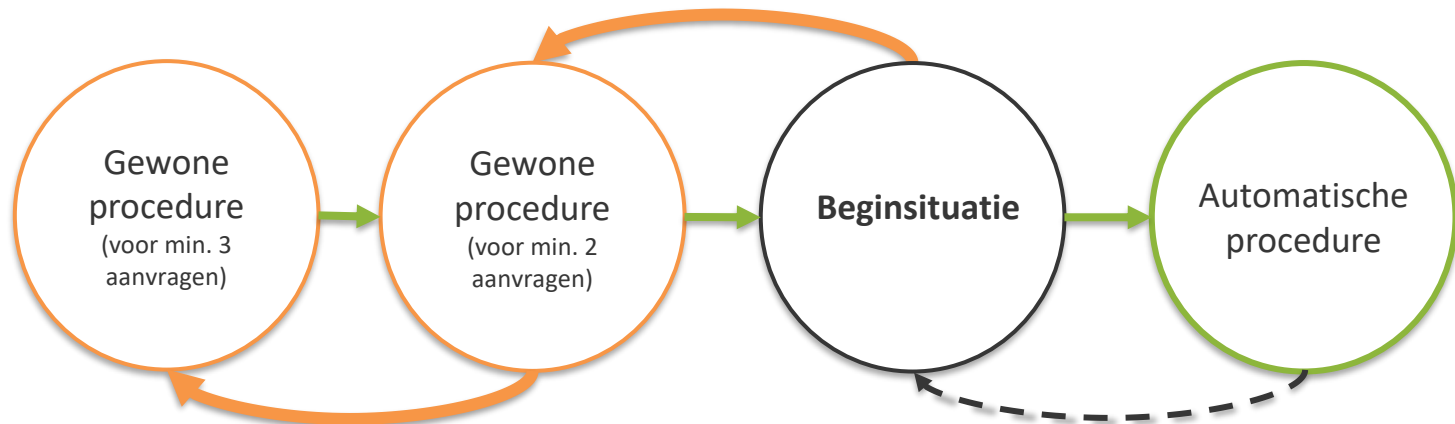 Gewone
procedure
(voor min. 3
aanvragen)
Gewone
procedure
(voor min. 2
aanvragen)
Beginsituatie
Automatische
procedure